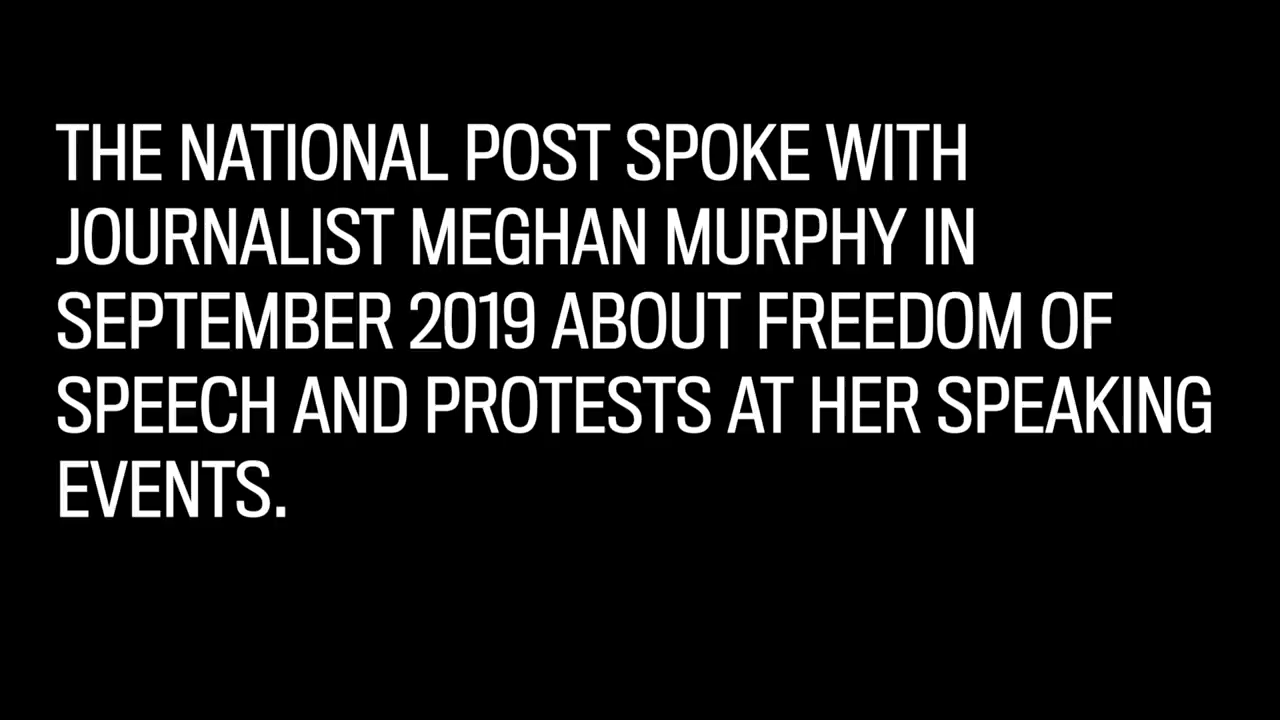 THE NATIONAL POST SPOKE WITH
JOURNALIST MEGHAN MURPHY IN
SEPTEMBER 2019 ABOUT FREEDOM OF
SPEECH AND PROTESTS AT HER SPEAKING
EVENTS.